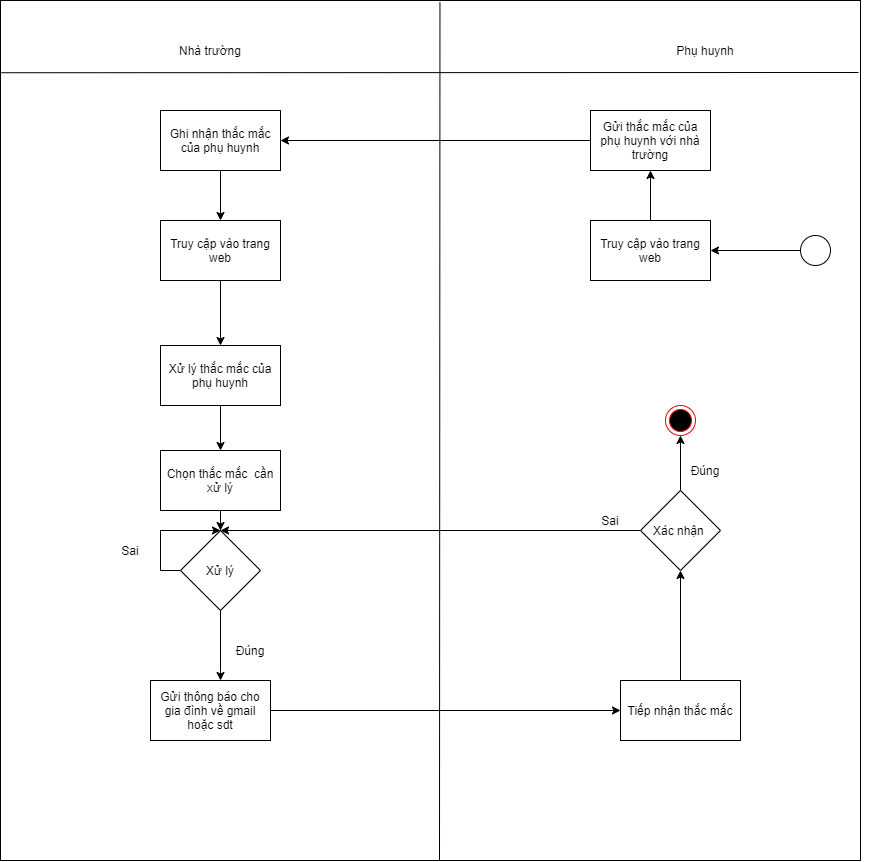 Nhà trường
Phụ huynh
Ghi nhận thắc mắc
của phụ huynh
Gửi thắc mắc của
phụ huynh với nhà
trường
Truy cập vào trang
web
Truy cập vào trang
web
Xử lý thắc mắc của
phụ huynh
Chọn thắc mắc cần
xử lý
Đúng
Sai
Xác nhận
Sai
Xử lý
Đúng
Gửi thông báo cho
gia đình về gmail
hoặc sdt
Tiếp nhận thắc mắc